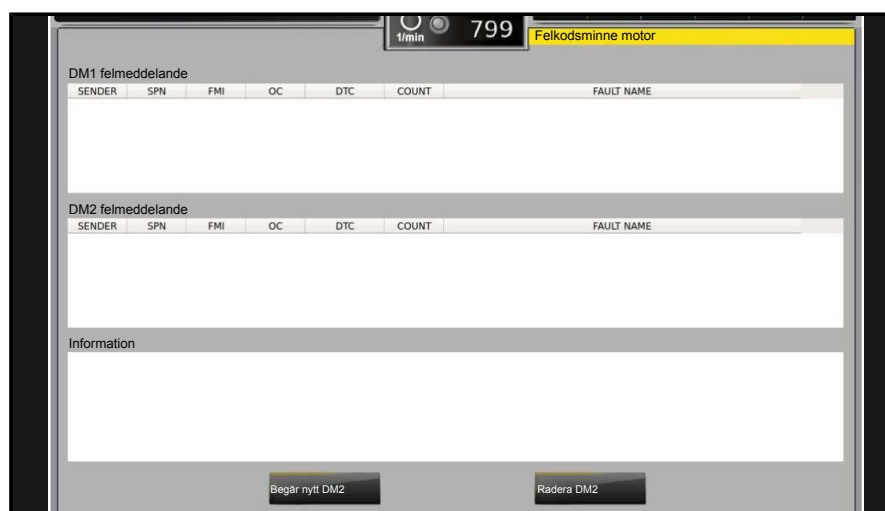 1/min 799
Felkodsminne motor
DM1 felmeddelande
SENDER SPN FMI OC DTC COUNT FAULT NAME
DM2 felmeddelande
SENDER SPN FMI OC DTC COUNT FAULT NAME
Information
Begär nytt DM2 Radera DM2